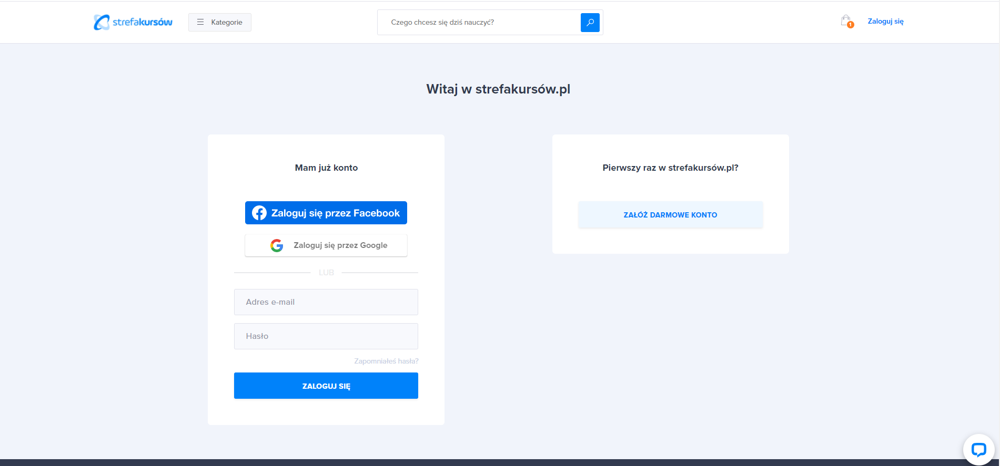 strefakursów
Kategorie
Czego chcesz się dziś nauczyć?
1
Zaloguj się
Witaj w strefakursów.pl
Mam już konto
Zaloguj się przez Facebook
Zaloguj się przez Google
LUB
Adres e-mail
Hasło
Zapomniałeś hasła?
ZALOGUJ SIĘ
Pierwszy raz w strefakursów.pl?
ZAŁÓŻ DARMOWE KONTO